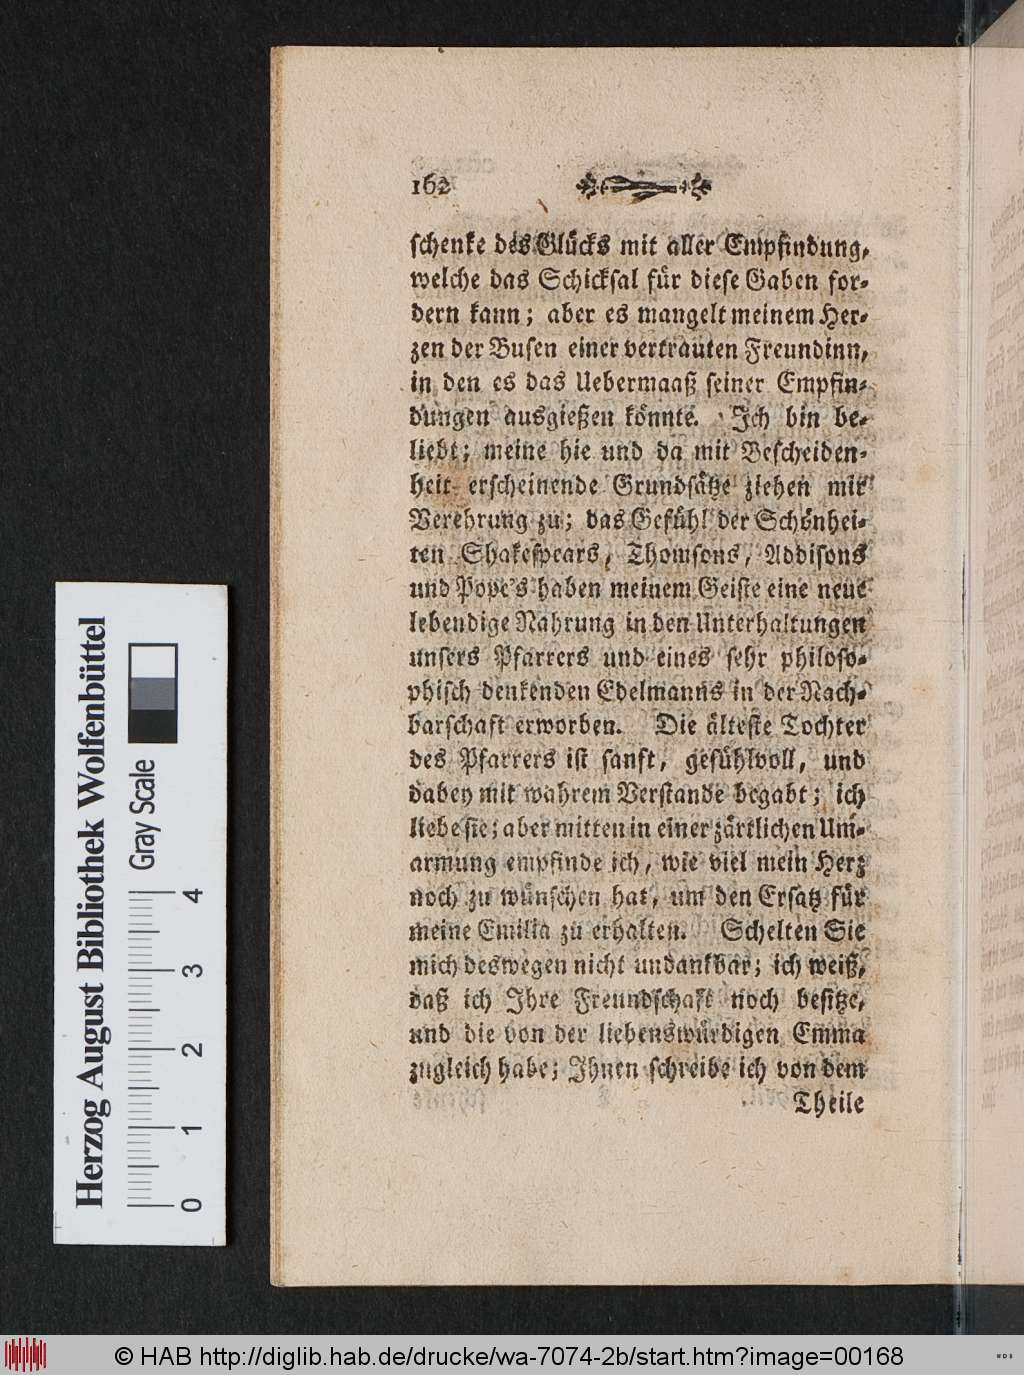 162
schenke des Glücks mit aller Empfindung,
welche das Schicksal für diese Gaben for-
dern kann; aber es mangelt meinem Her-
zen der Busen einer vertrauten Freundinn,
in den es das Uebermaaß seiner Empfin-
dungen ausgießen könnte. Ich bin be-
liebt; meine hie und da mit Bescheiden-
heit erscheinende Grundsätze ziehen mir
Verehrung zu; das Gefühl der Schönhei-
ten Shakespears, Thomsons, Addisons
und Pope's haben meinem Geiste eine neue
lebendige Nahrung in den Unterhaltungen
unsers Pfarrers und eines sehr philoso-
phisch denkenden Edelmanns in der Nach-
barschaft erworben. Die älteste Tochter
des Pfarrers ist sanft, gefühlvoll, und
dabey mit wahrem Verstande begabt; ich
liebe sie; aber mitten in einer zärtlichen Um-
armung empfinde ich, wie viel mein Herz
noch zu wünschen hat, um den Ersatz für
meine Emilia zu erhalten. Schelten Sie
mich deswegen nicht undankbar; ich weiß,
daß ich Ihre Freundschaft noch besitze,
und die von der liebenswürdigen Emma
zugleich habe; Ihnen schreibe ich von dem
Theile
Herzog August Bibliothek Wolfenbüttel
Gray Scale
0 1 2 3 4
© HAB http://diglib.hab.de/drucke/wa-7074-2b/start.htm?image=00168